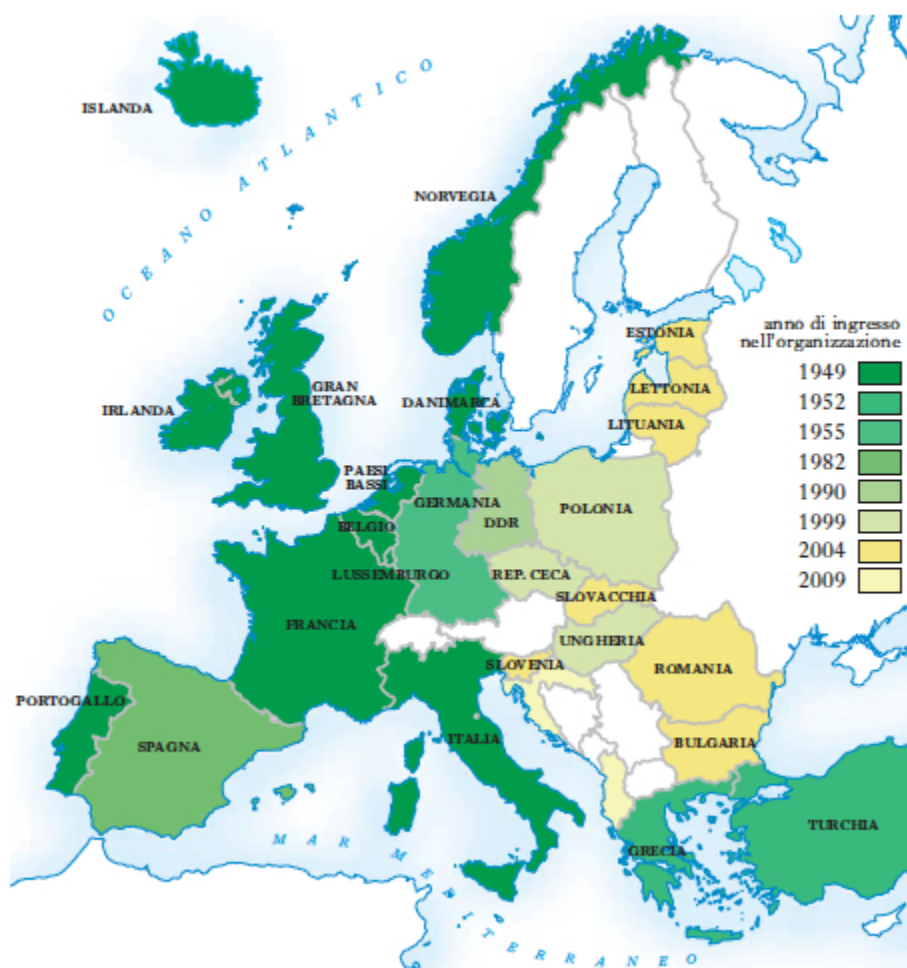 ISLANDA
OCEANO ATLANTICO
NORVEGIA
ESTONIA
LETTONIA
LITUANIA
anno di ingresso
nell'organizzazione
1949
1952
1955
1982
1990
1999
2004
2009
IRLANDA
GRAN
BRETAGNA
DANIMARCA
PAESI
BASSI
GERMANIA
DDR
POLONIA
BELGIO
LUSSEMBURGO
REP. CECA
SLOVACCHIA
FRANCIA
UNGHERIA
SLOVENIA
ROMANIA
PORTOGALLO
SPAGNA
ITALIA
BULGARIA
TURCHIA
GRECIA
MAR MEDITERRANEO